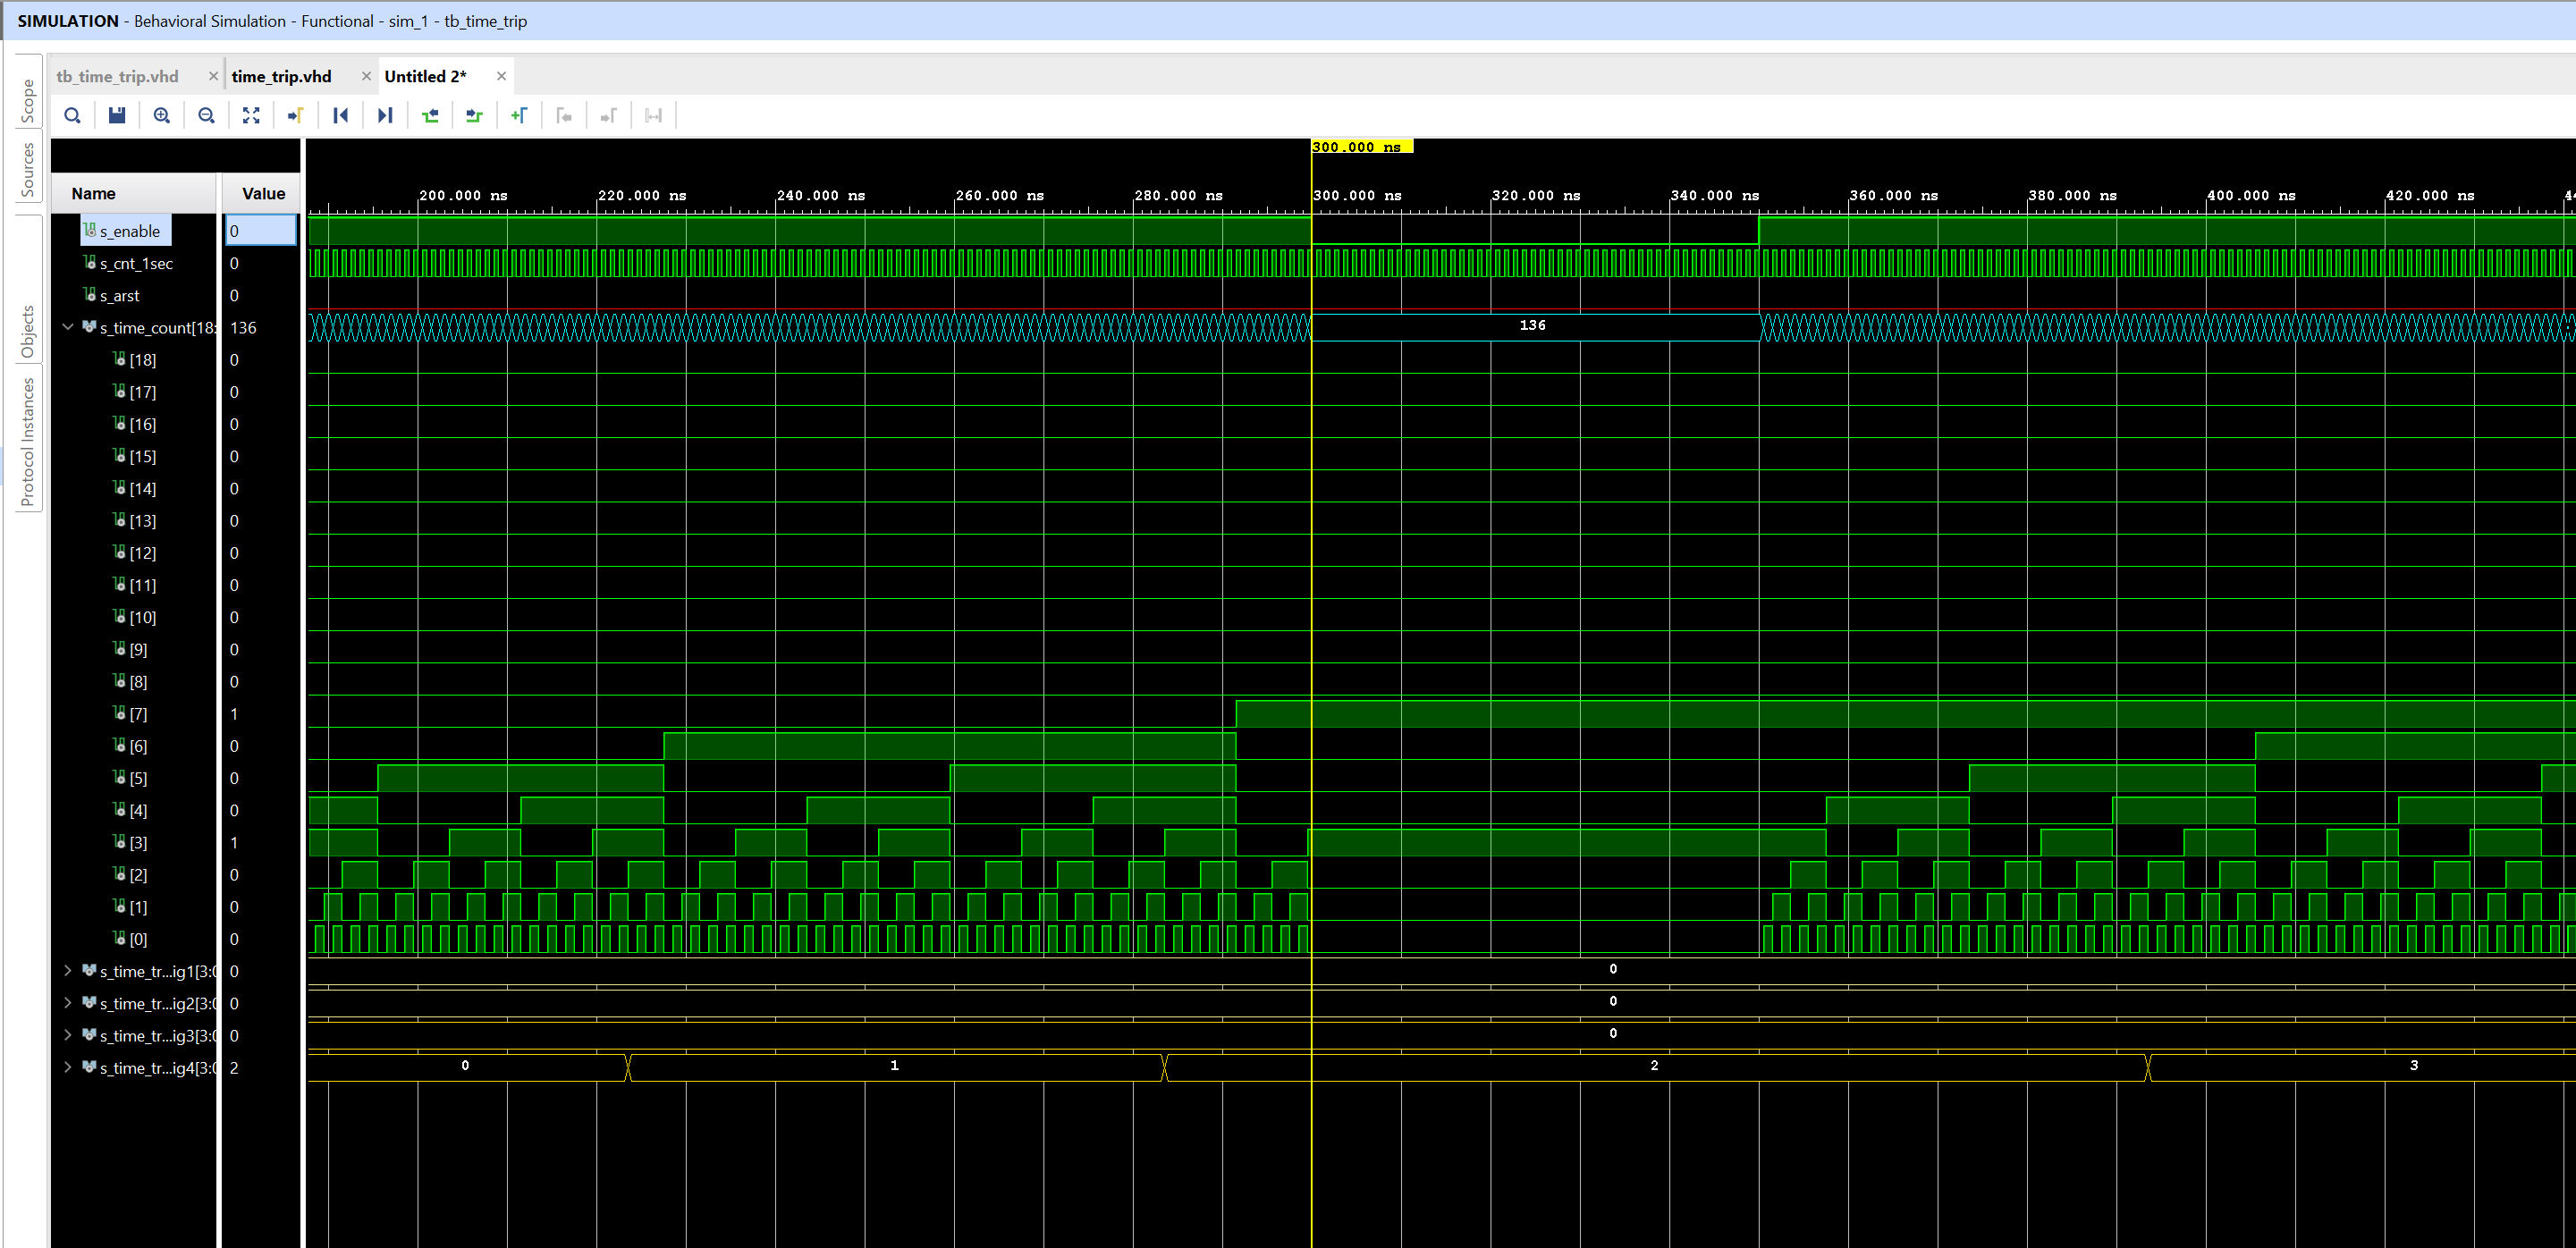 SIMULATION - Behavioral Simulation - Functional - sim_1 - tb_time_trip
Scope
Sources
Objects
Protocol Instances
tb_time_trip.vhd × time_trip.vhd × Untitled 2* ×
300.000 ns
Name Value
200.000 ns 220.000 ns 240.000 ns 260.000 ns 280.000 ns 300.000 ns 320.000 ns 340.000 ns 360.000 ns 380.000 ns 400.000 ns 420.000 ns 44
s_enable 0
s_cnt_1sec 0
s_arst 0
s_time_count[18: 136 136
[18] 0
[17] 0
[16] 0
[15] 0
[14] 0
[13] 0
[12] 0
[11] 0
[10] 0
[9] 0
[8] 0
[7] 1
[6] 0
[5] 0
[4] 0
[3] 1
[2] 0
[1] 0
[0] 0
s_time_tr...ig1[3:0 0 0
s_time_tr...ig2[3:0 0 0
s_time_tr...ig3[3:0 0 0
s_time_tr...ig4[3:0 2 0 1 2 3